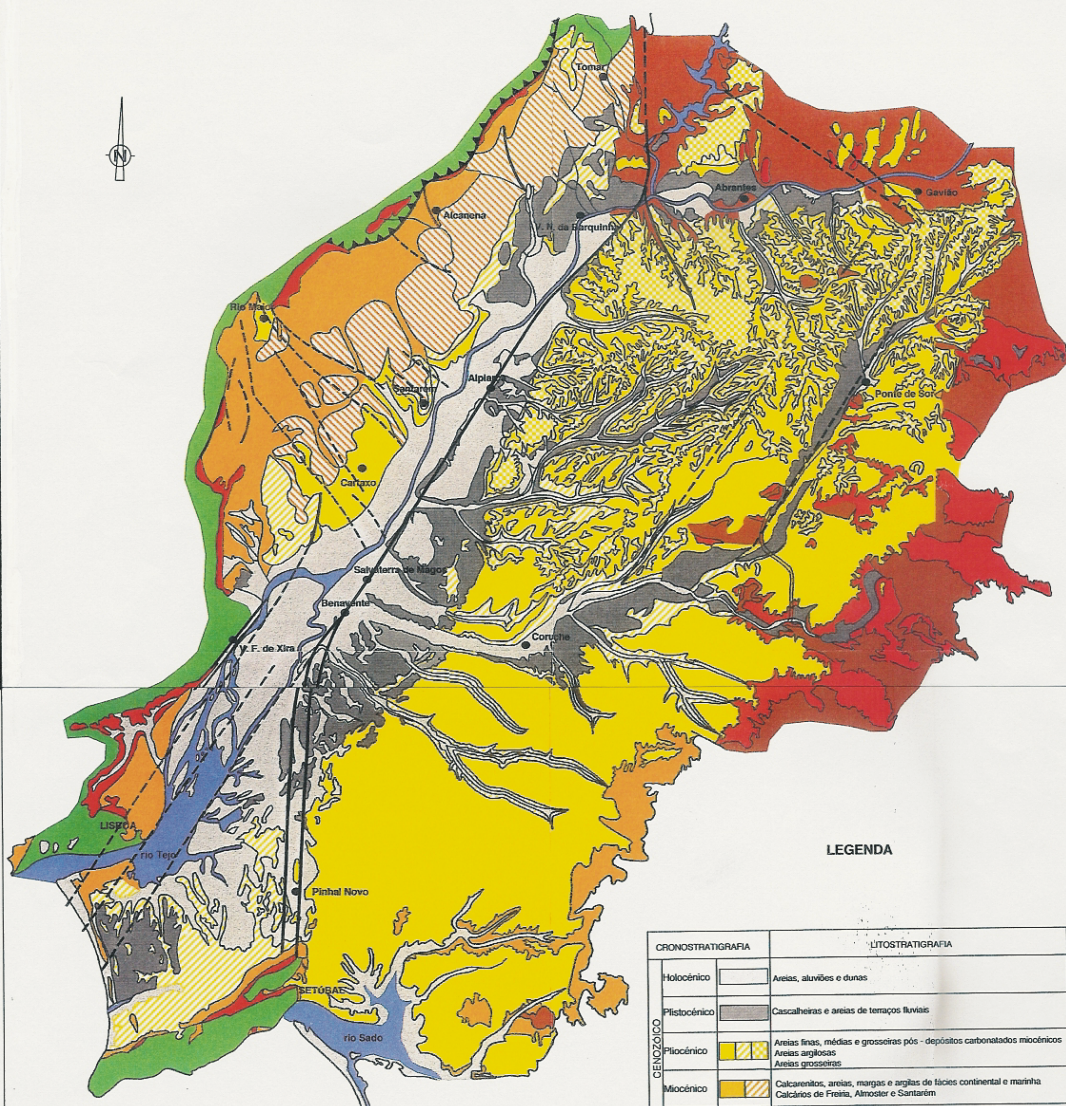 N
Tomar
Abrantes
Gavião
Alcanena
V. N. da Barquinha
Rio Maior
Alpiarç
Santarém
Ponte de Sor
Cartaxo
Salvaterra de Magos
Benavente
V. F. de Xira
Coruche
LISBOA
rio Tejo
Pinhal Novo
SETÚBAL
rio Sado
LEGENDA
CRONOSTRATIGRAFIA LITOSTRATIGRAFIA
CENOZÓICO
Holocénico Areias, aluviões e dunas
Plistocénico Cascalheiras e areias de terraços fluviais
Pliocénico Areias finas, médias e grosseiras pós - depósitos carbonatados miocénicos
Areias argilosas
Areias grosseiras
Miocénico Calcarenitos, areias, margas e argilas de fácies continental e marinha
Calcários de Freiria, Almoster e Santarém